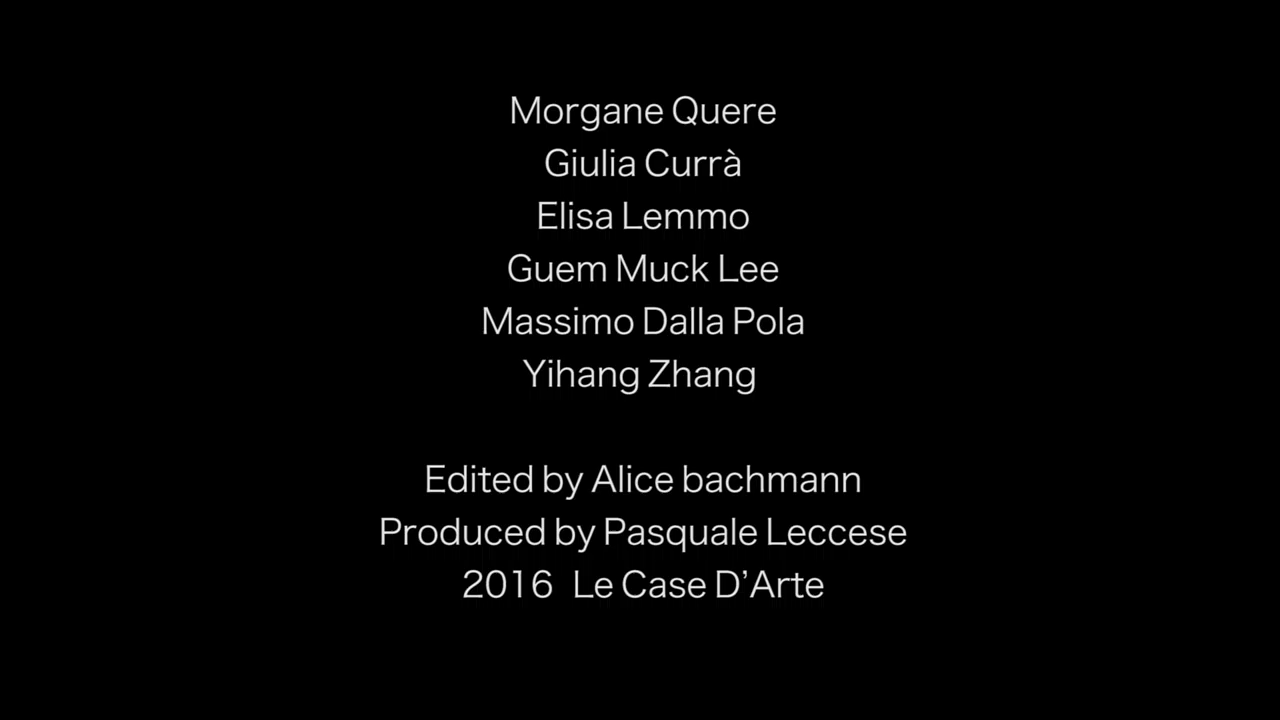 Morgane Quere
Giulia Currà
Elisa Lemmo
Guem Muck Lee
Massimo Dalla Pola
Yihang Zhang
Edited by Alice bachmann
Produced by Pasquale Leccese
2016 Le Case D’Arte